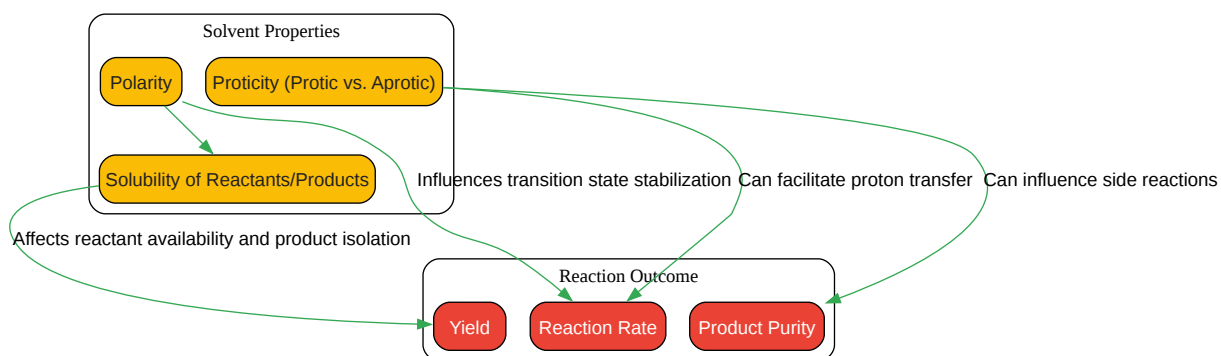 Solvent Properties
Polarity
Proticity (Protic vs. Aprotic)
Solubility of Reactants/Products
Influences transition state stabilization
Can facilitate proton transfer
Can influence side reactions
Affects reactant availability and product isolation
Reaction Outcome
Yield
Reaction Rate
Product Purity